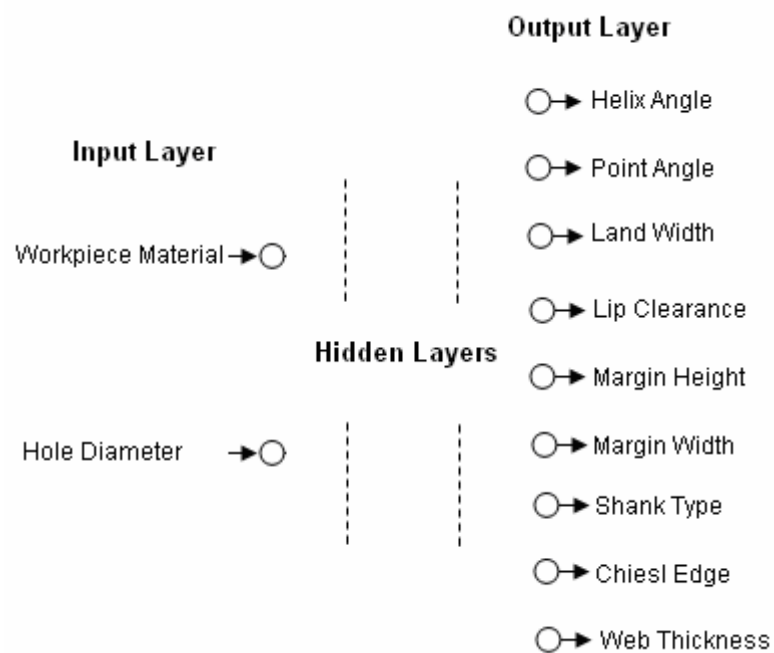 Output Layer
Helix Angle
Input Layer
Point Angle
Land Width
Workpiece Material
Lip Clearance
Hidden Layers
Margin Height
Hole Diameter
Margin Width
Shank Type
Chiesl Edge
Web Thickness